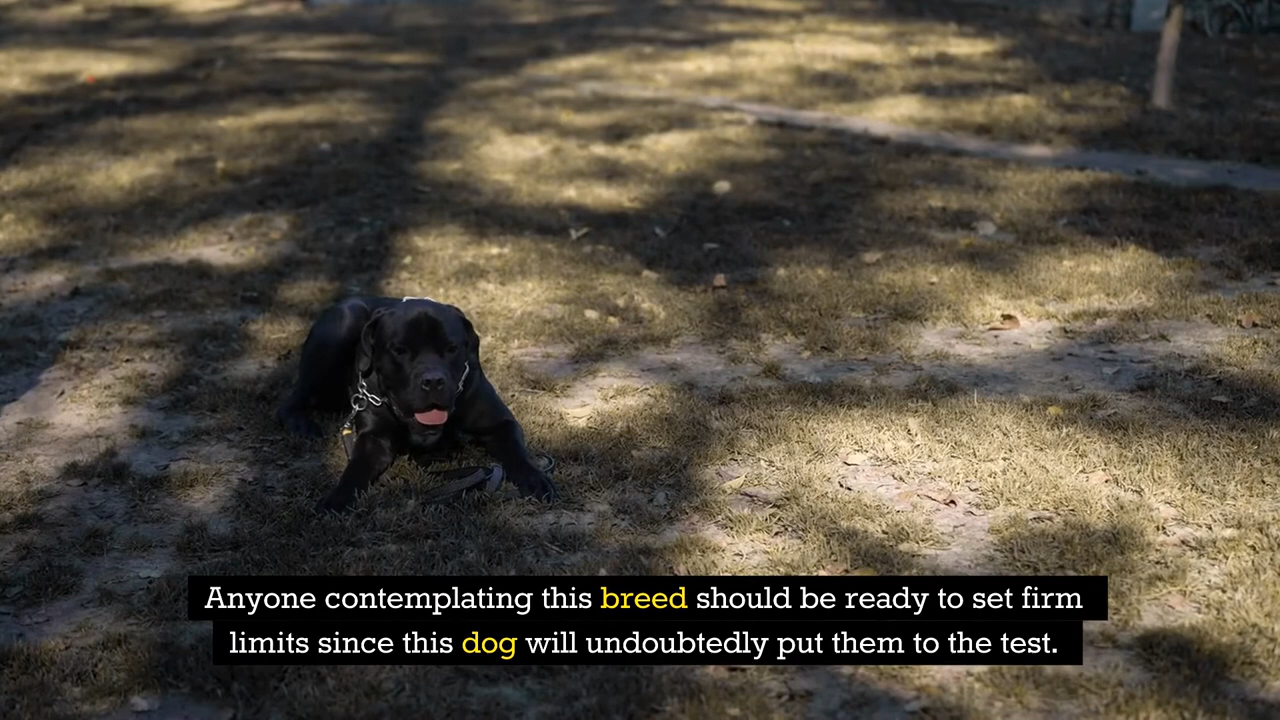 Anyone contemplating this breed should be ready to set firm
limits since this dog will undoubtedly put them to the test.